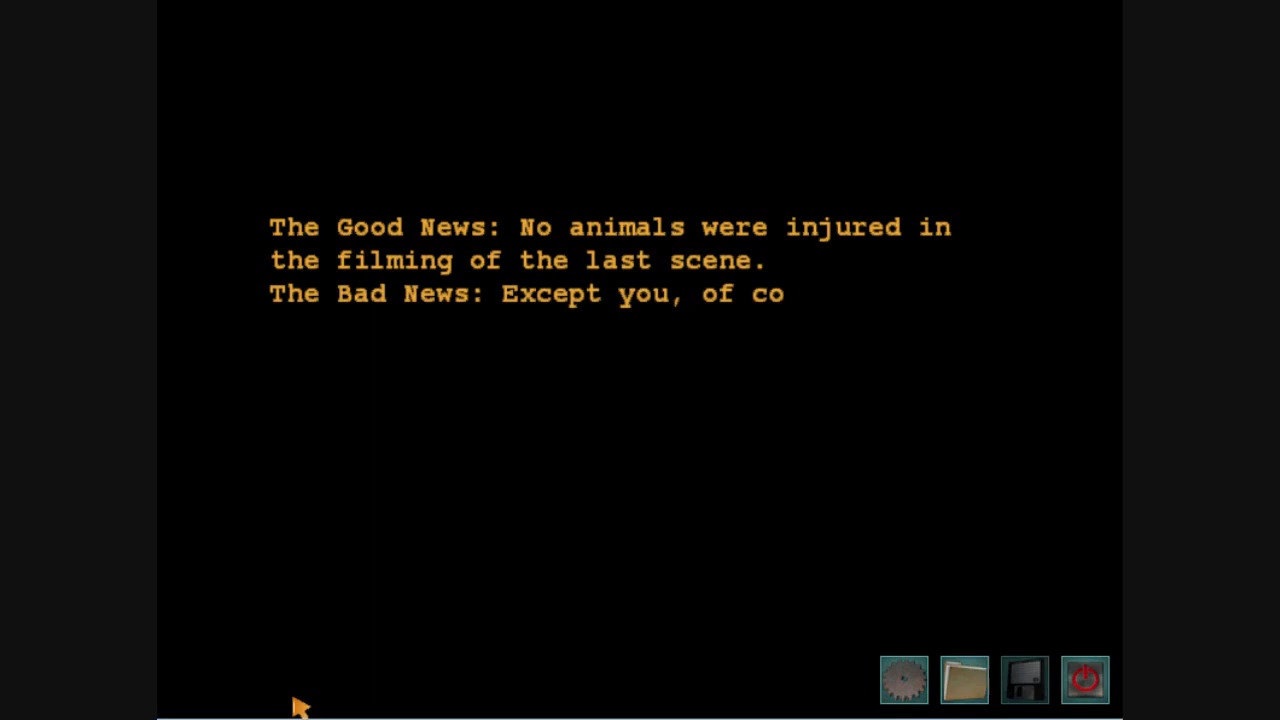 The Good News: No animals were injured in
the filming of the last scene.
The Bad News: Except you, of co